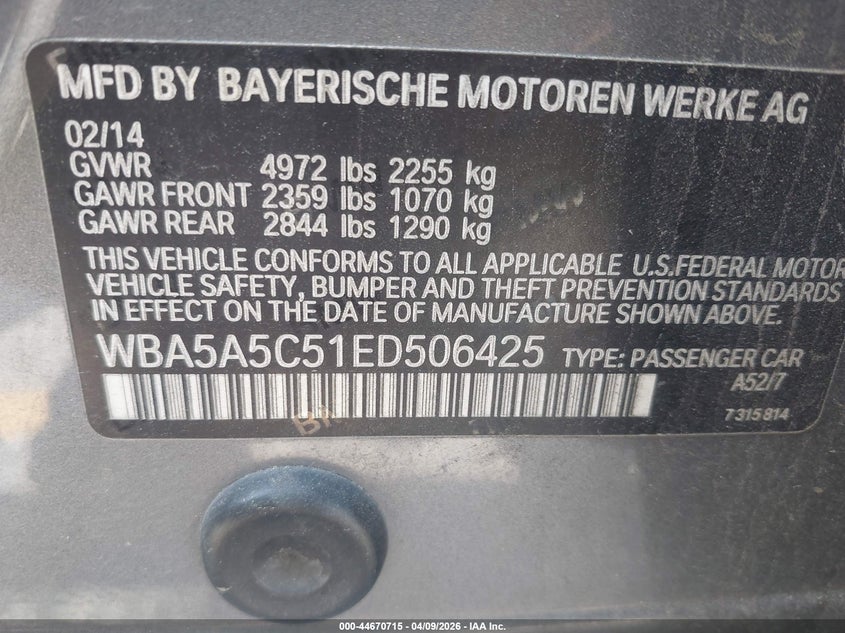 MFD BY BAYERISCHE MOTOREN WERKE AG
02/14
GVWR 4972 lbs 2255 kg
GAWR FRONT 2359 lbs 1070 kg
GAWR REAR 2844 lbs 1290 kg
THIS VEHICLE CONFORMS TO ALL APPLICABLE U.S.FEDERAL MOTOR
VEHICLE SAFETY, BUMPER AND THEFT PREVENTION STANDARDS
IN EFFECT ON THE DATE OF MANUFACTURE SHOWN ABOVE.
WBA5A5C51ED506425 TYPE: PASSENGER CAR
A52/7
7 315 814
000-44670715 - 04/09/2026 - IAA Inc.